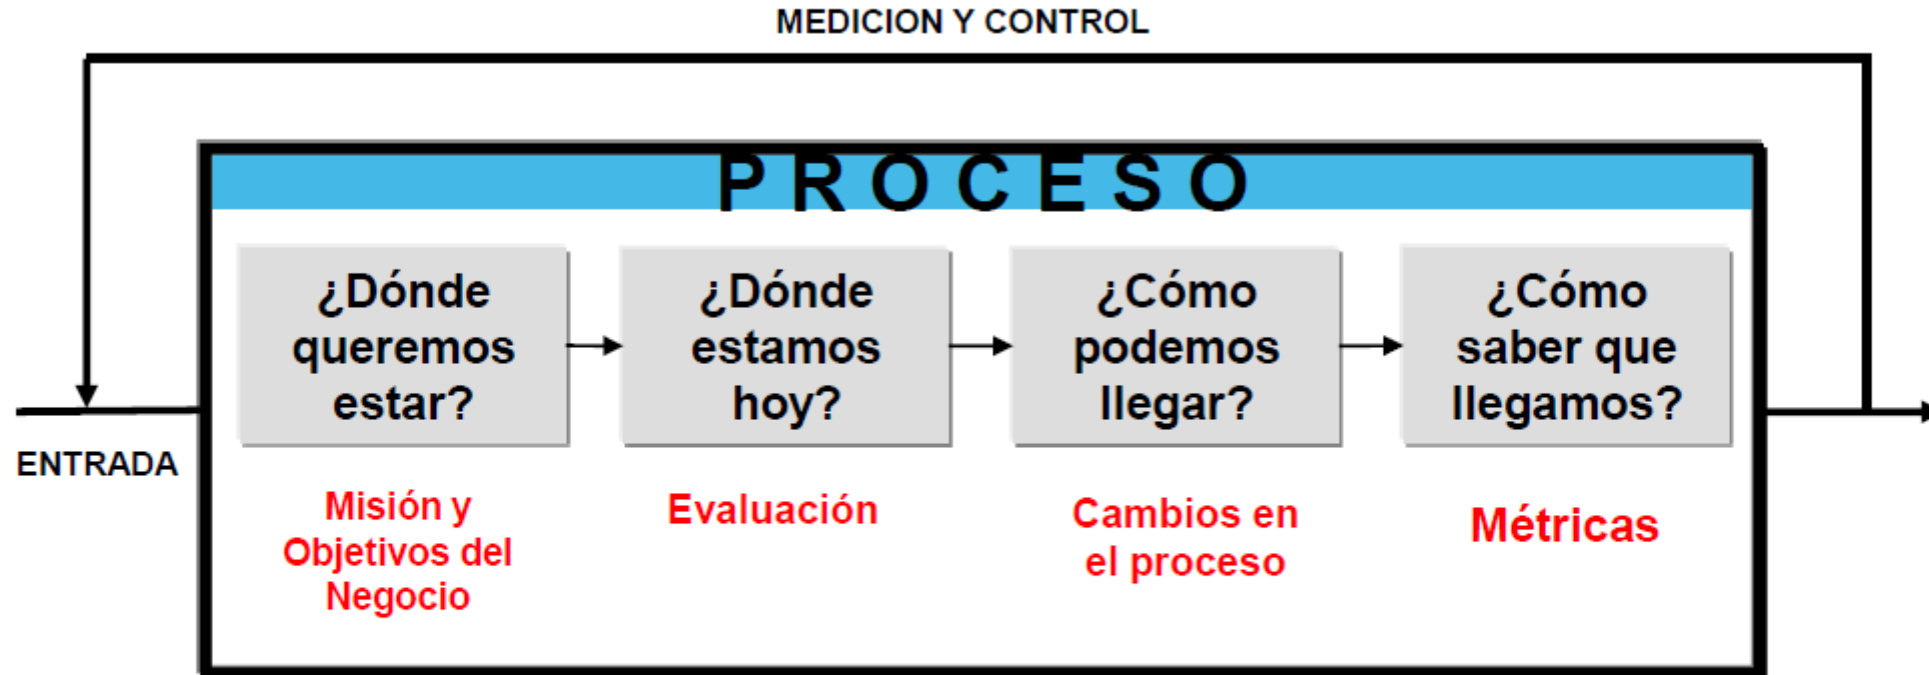 MEDICION Y CONTROL
P R O C E S O
¿Dónde
queremos
estar?
¿Dónde
estamos
hoy?
¿Cómo
podemos
llegar?
¿Cómo
saber que
llegamos?
ENTRADA
Misión y
Objetivos del
Negocio
Evaluación
Cambios en
el proceso
Métricas